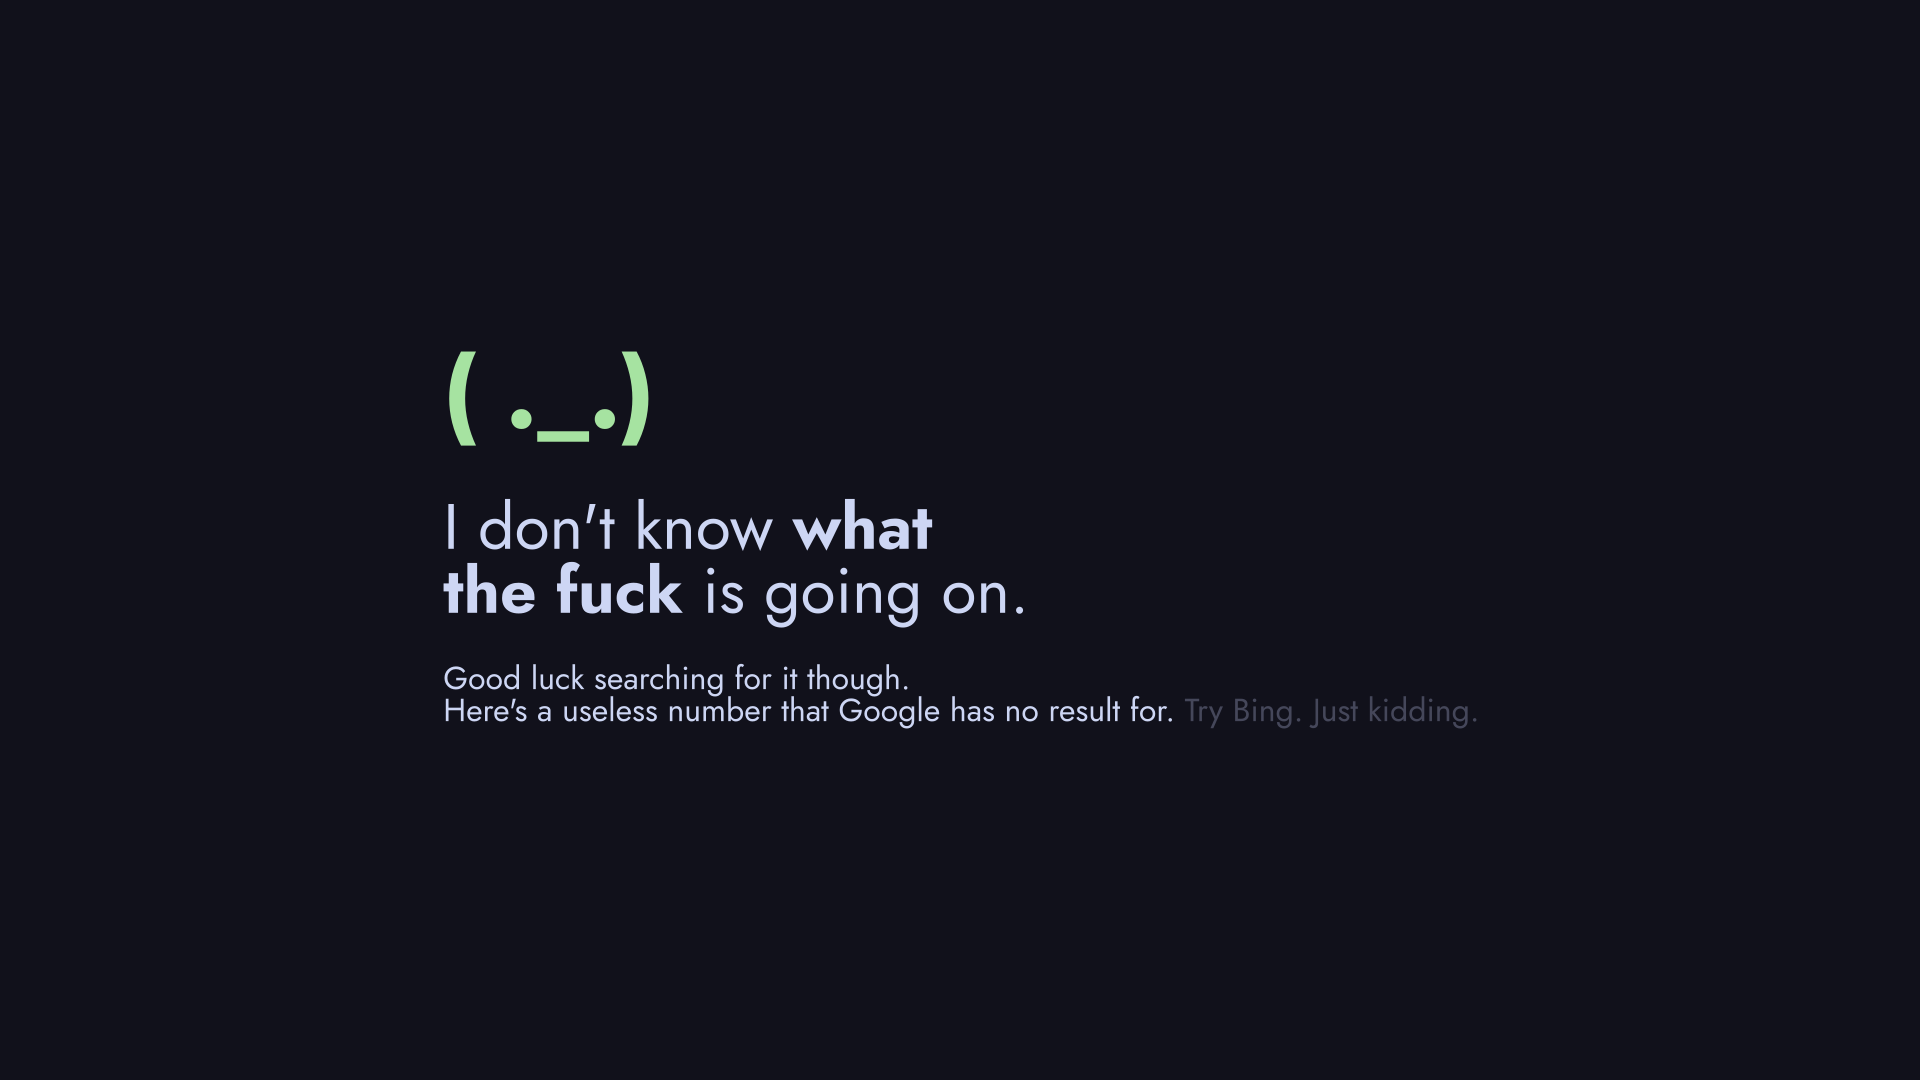 ( ._.)
I don't know what
the fuck is going on.
Good luck searching for it though.
Here's a useless number that Google has no result for. Try Bing. Just kidding.